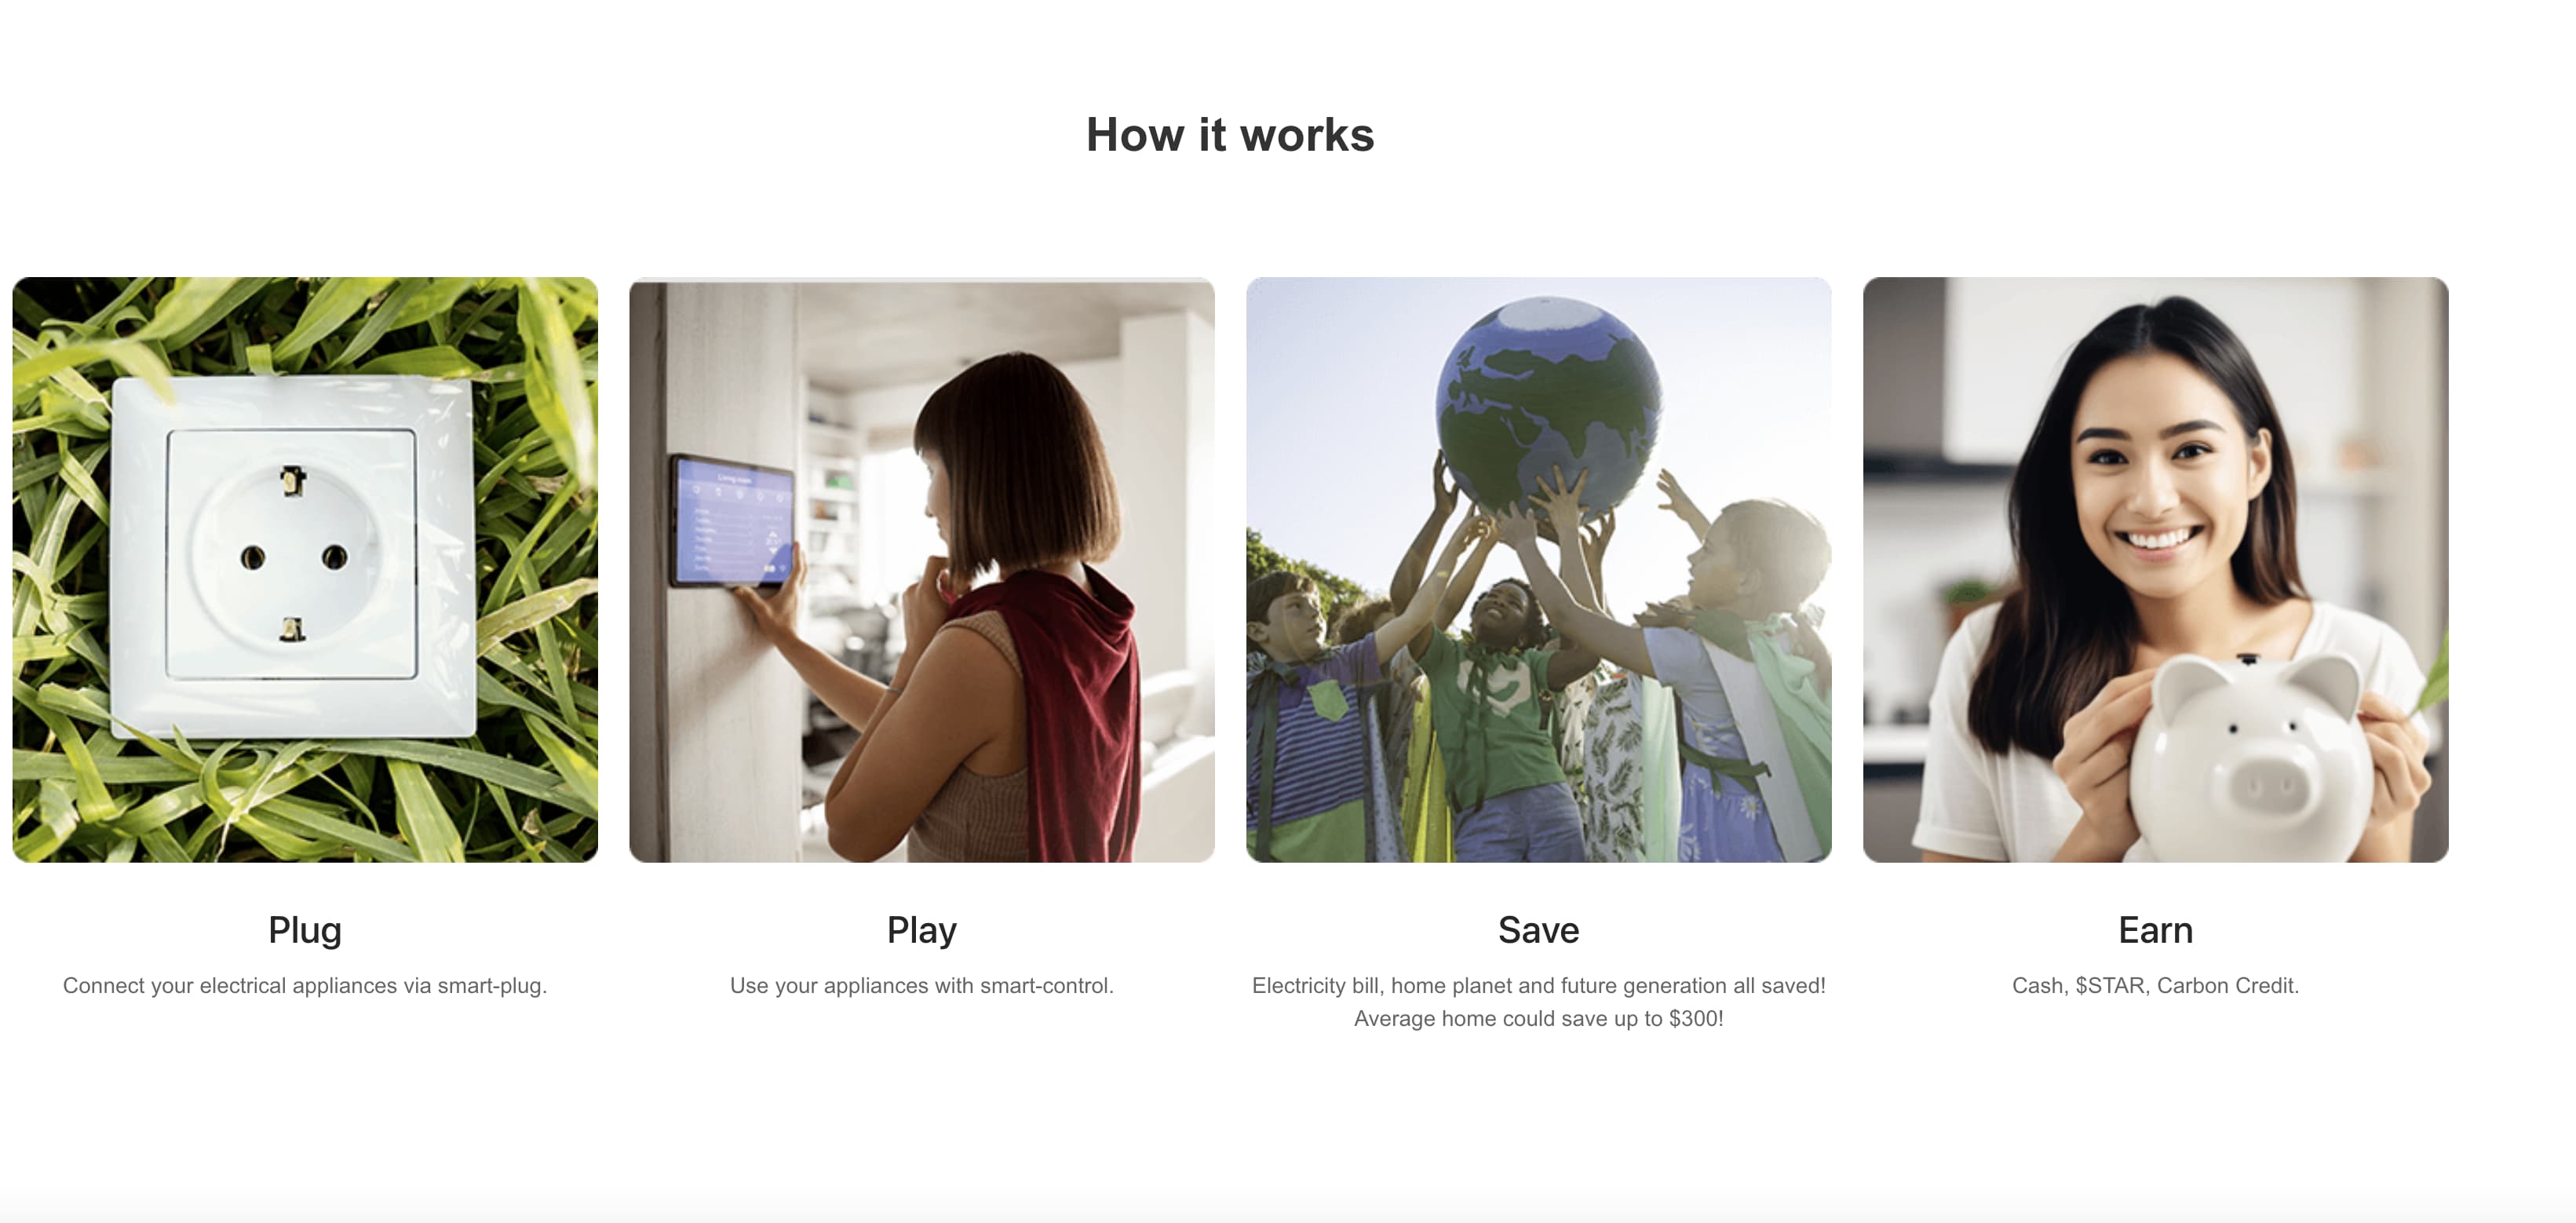 How it works
Living room
Plug
Play
Save
Earn
Connect your electrical appliances via smart-plug.
Use your appliances with smart-control.
Electricity bill, home planet and future generation all saved!
Average home could save up to $300!
Cash, $STAR, Carbon Credit.